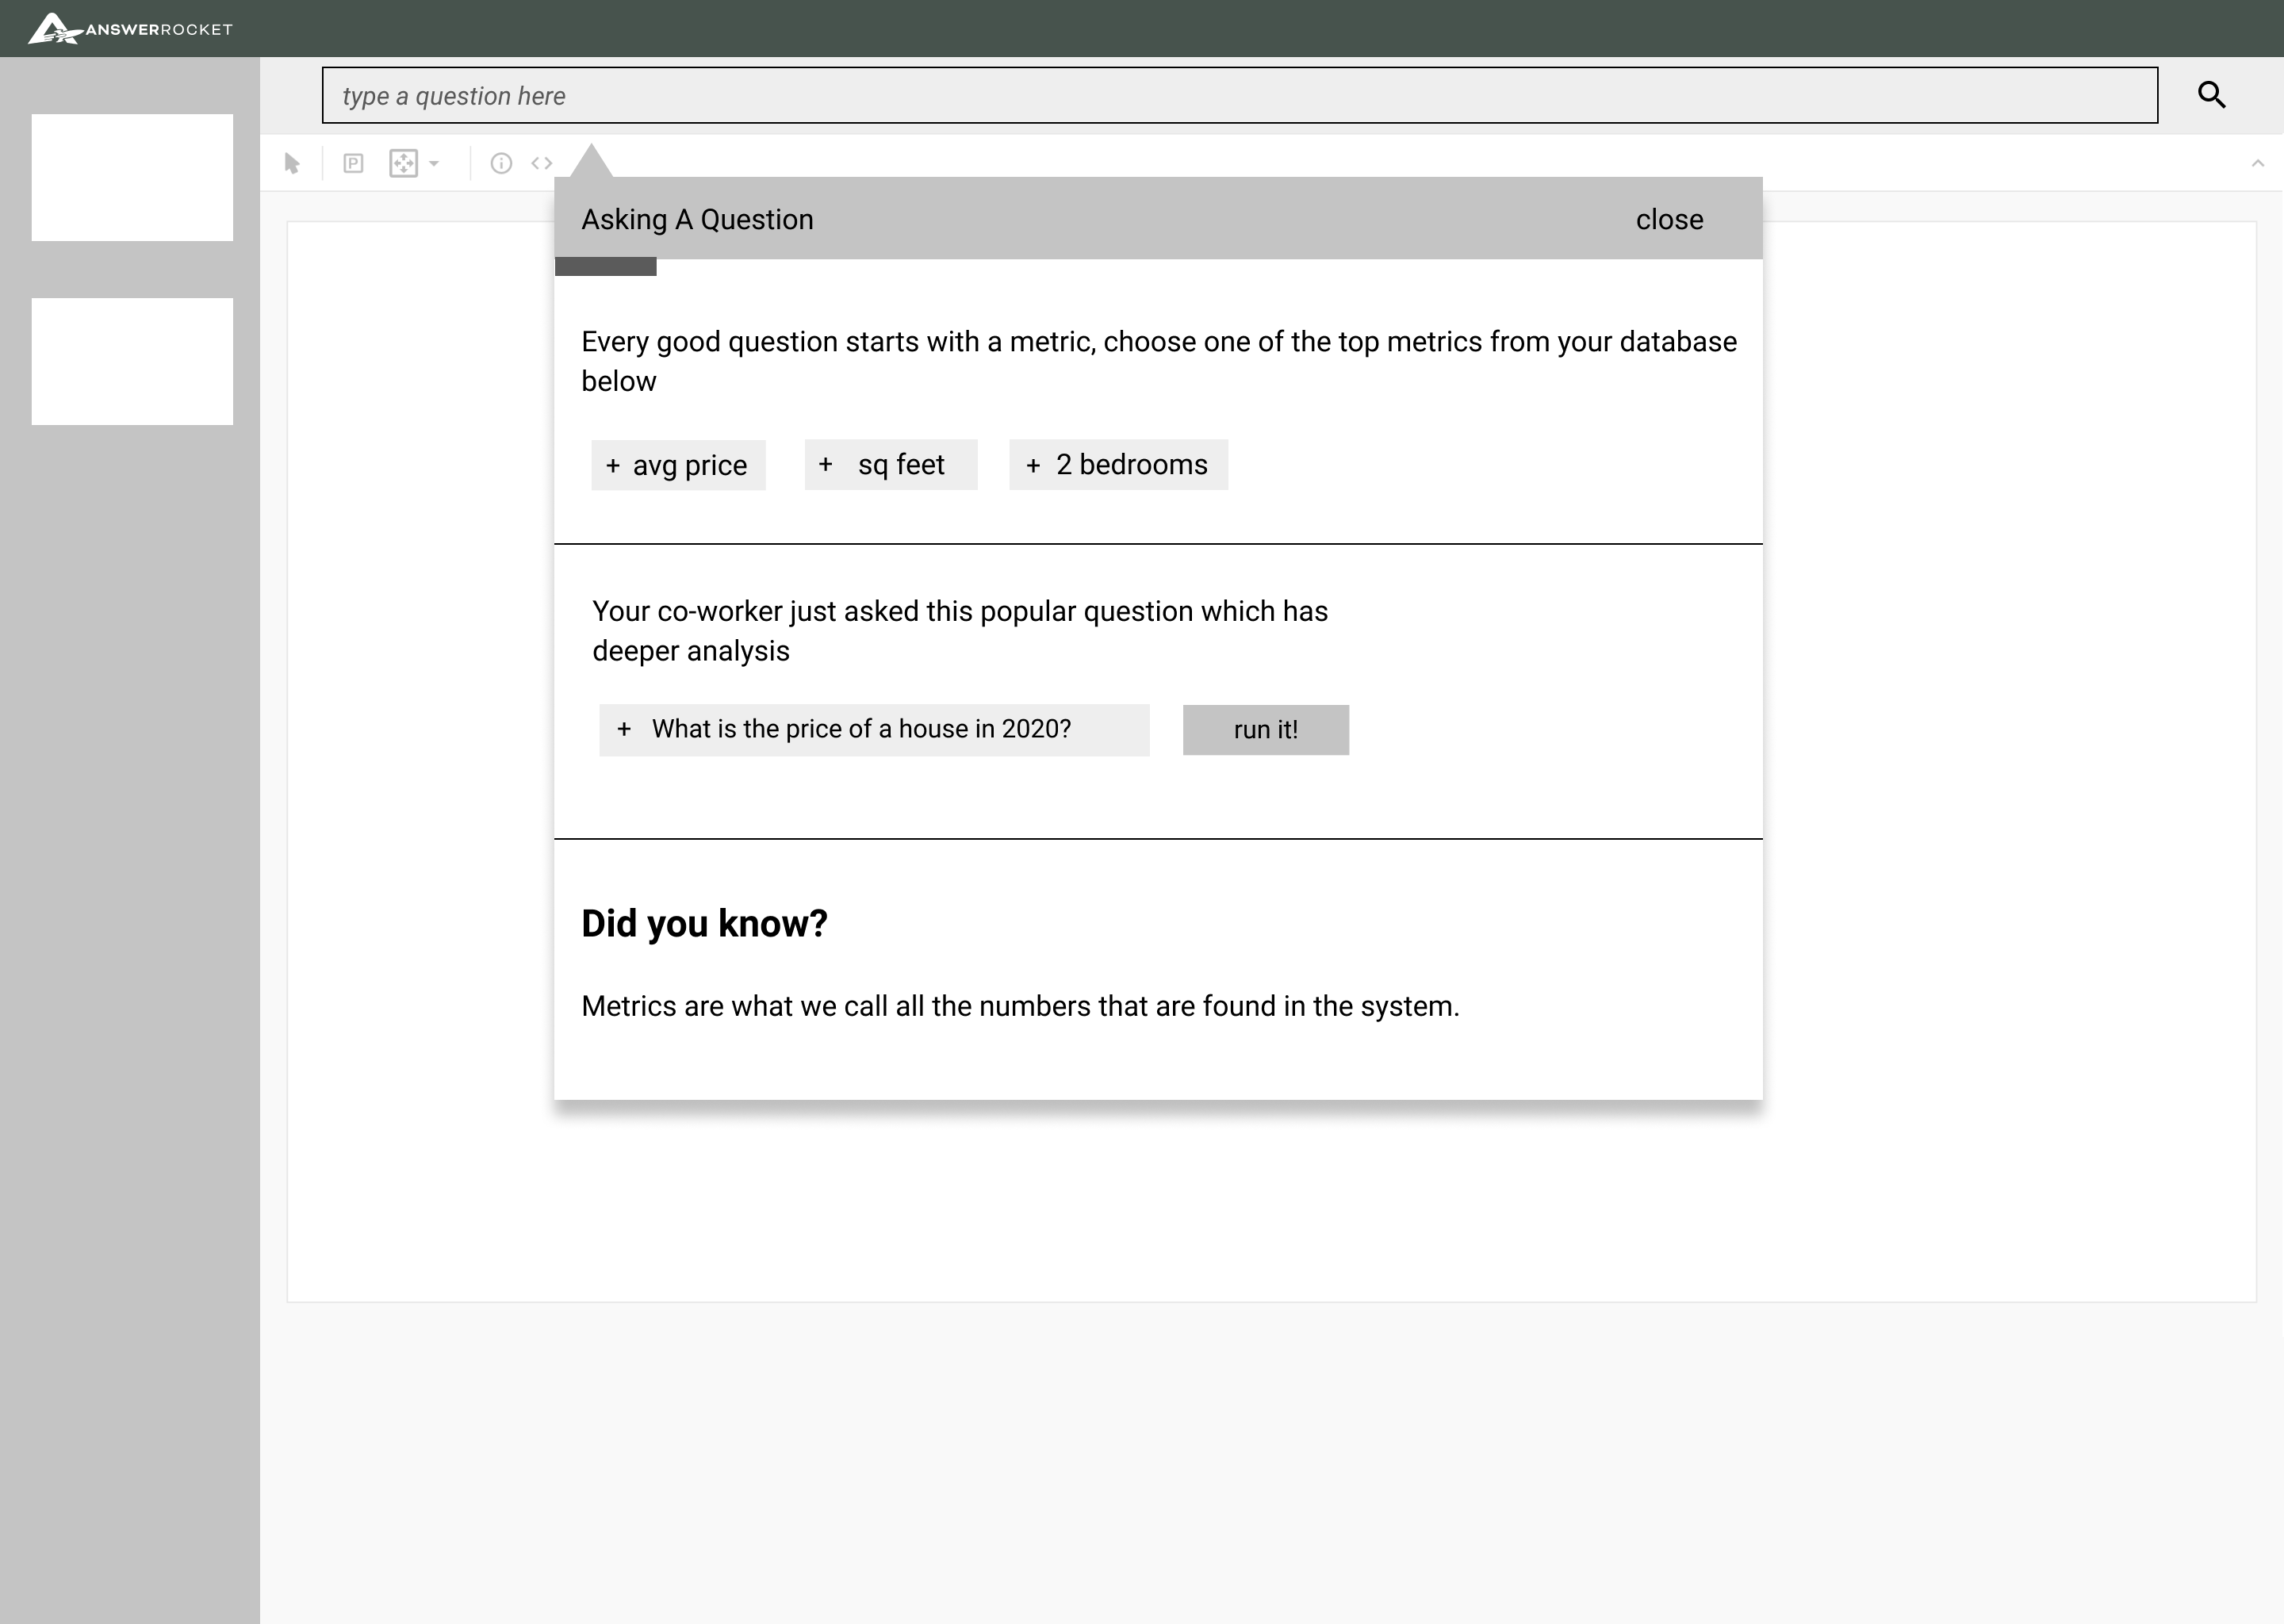 ANSWERROCKET
type a question here
P
Asking A Question
close
Every good question starts with a metric, choose one of the top metrics from your database
below
+ avg price
+ sq feet
+ 2 bedrooms
Your co-worker just asked this popular question which has
deeper analysis
+ What is the price of a house in 2020?
run it!
Did you know?
Metrics are what we call all the numbers that are found in the system.